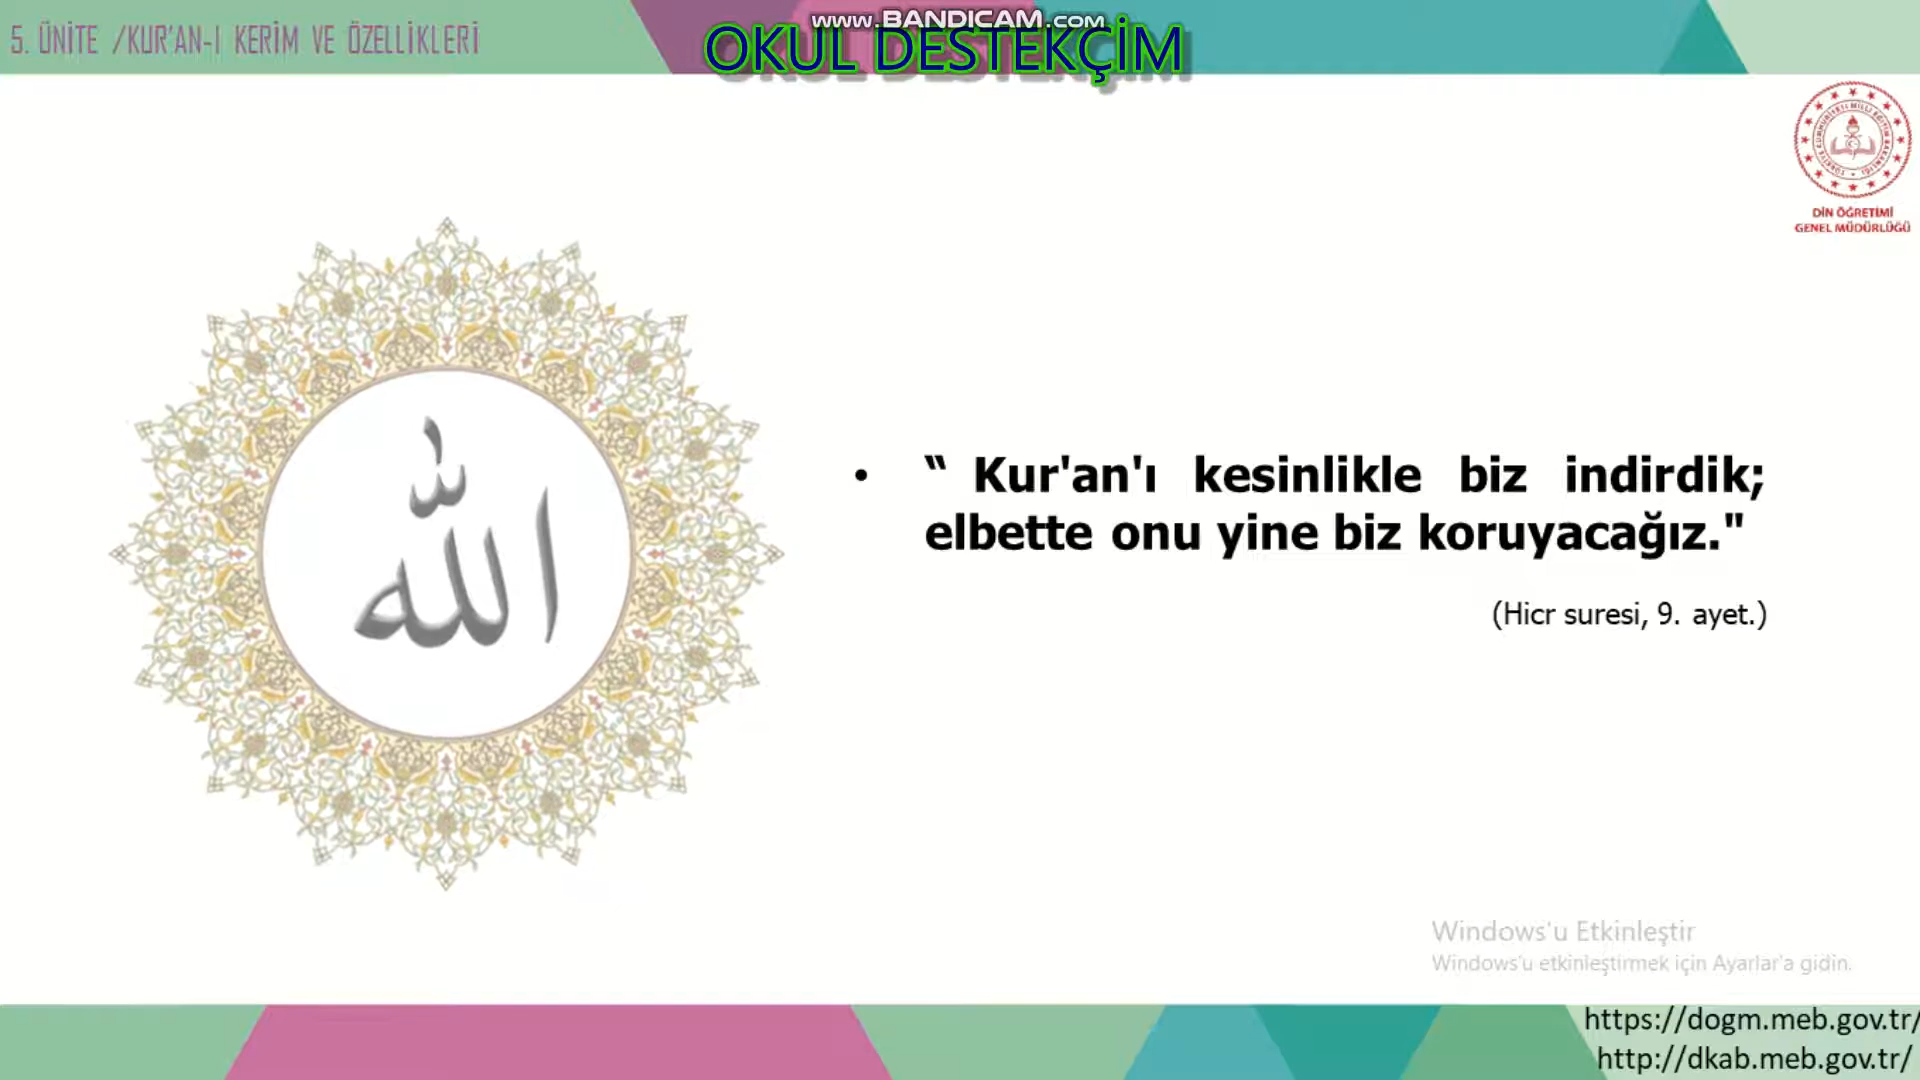 5. ÜNİTE /KUR'AN-I KERİM VE ÖZELLİKLERİ
www.BANDICAM.com
OKUL DESTEKÇİM
DİN ÖĞRETİMİ
GENEL MÜDÜRLÜĞÜ
الله
• “ Kur'an'ı kesinlikle biz indirdik;
elbette onu yine biz koruyacağız."
(Hicr suresi, 9. ayet.)
Windows'u Etkinleştir
Windows'u etkinleştirmek için Ayarlar'a gidin.
https://dogm.meb.gov.tr/
http://dkab.meb.gov.tr/